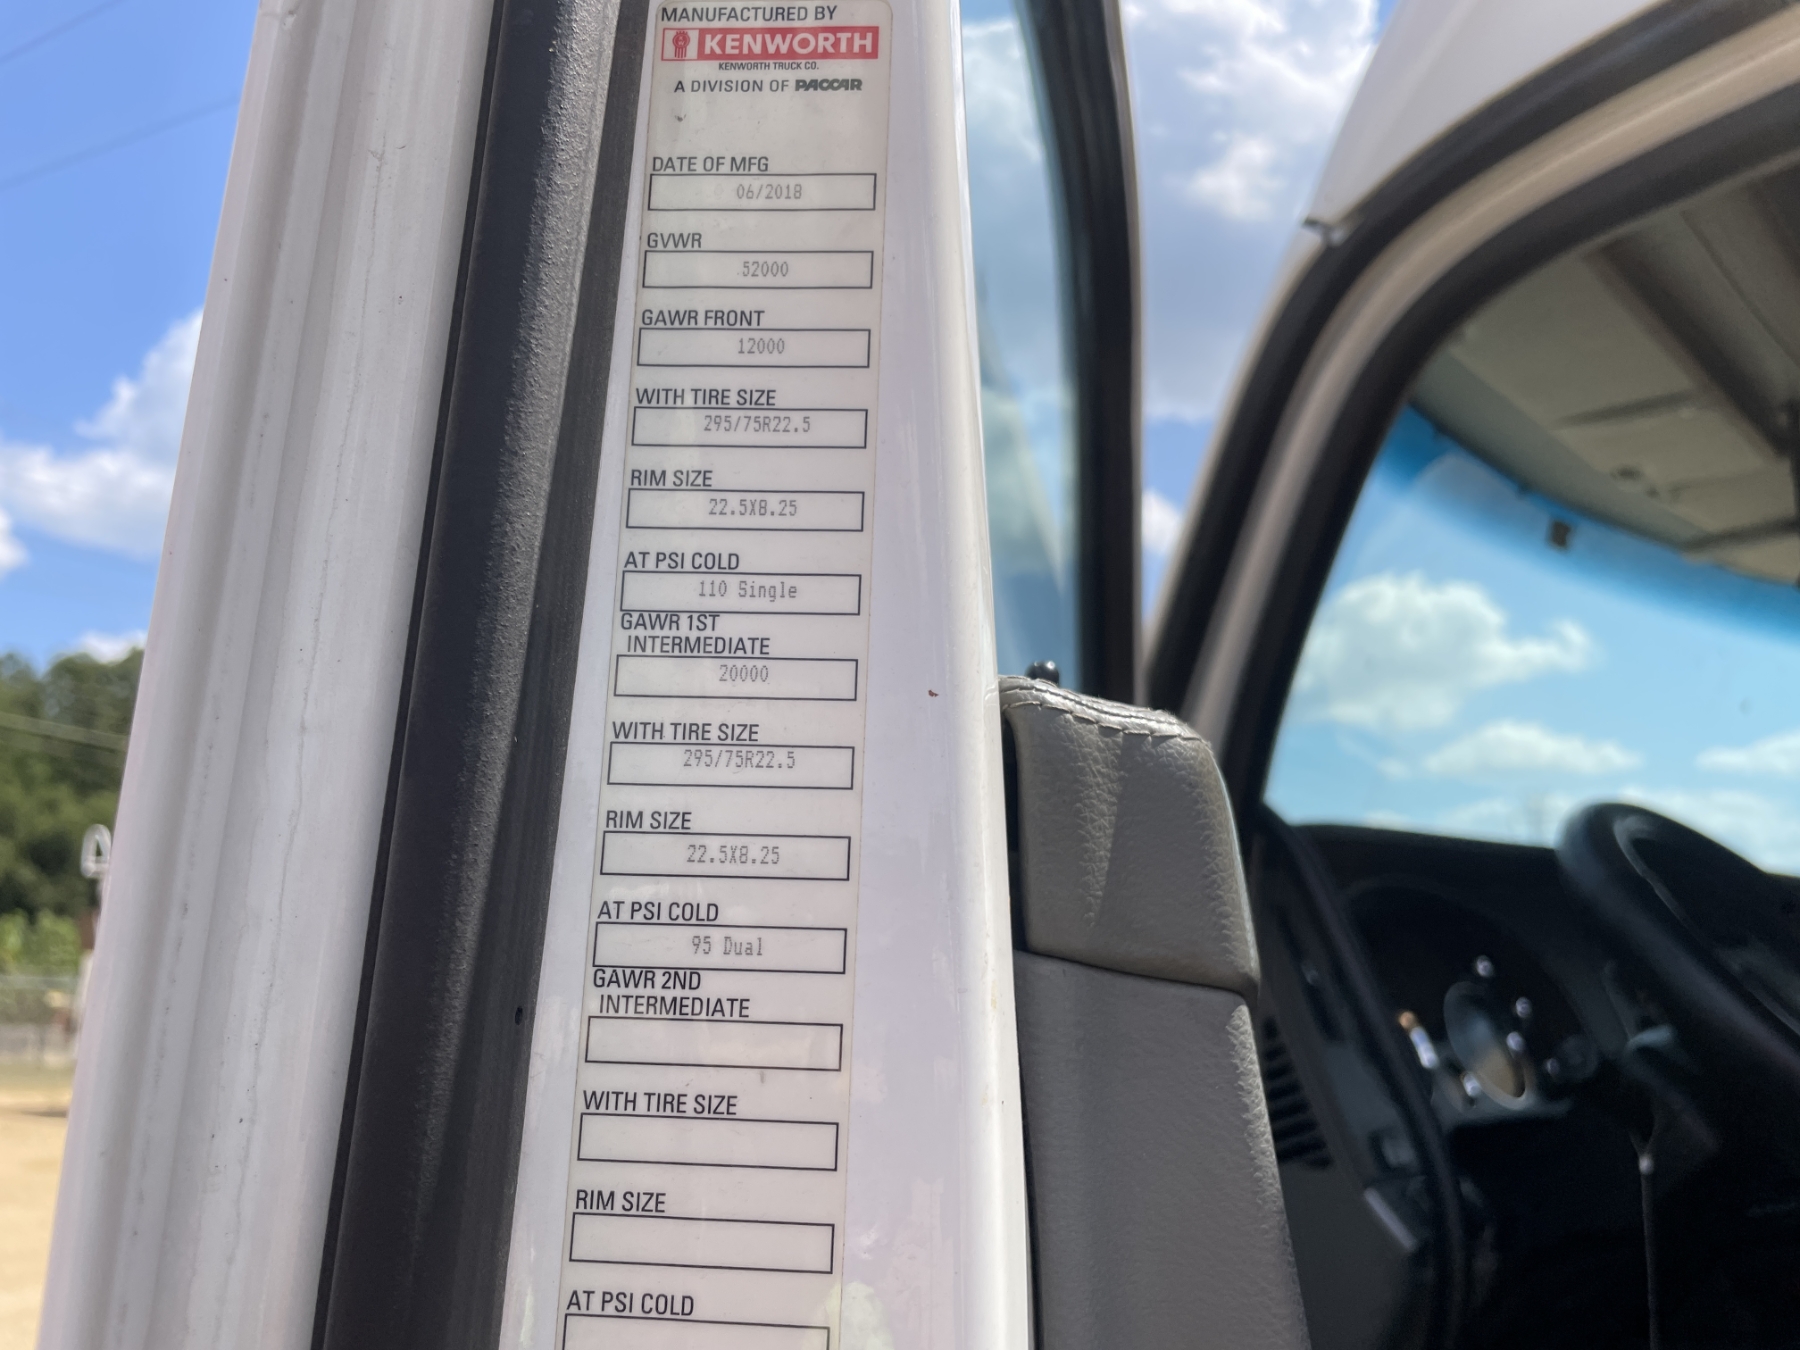 MANUFACTURED BY
KENWORTH
KENWORTH TRUCK CO.
A DIVISION OF PACCAR
DATE OF MFG
06/2018
GVWR
52000
GAWR FRONT
12000
WITH TIRE SIZE
295/75R22.5
RIM SIZE
22.5X8.25
AT PSI COLD
110 Single
GAWR 1ST
INTERMEDIATE
20000
WITH TIRE SIZE
295/75R22.5
RIM SIZE
22.5X8.25
AT PSI COLD
95 Dual
GAWR 2ND
INTERMEDIATE
WITH TIRE SIZE
RIM SIZE
AT PSI COLD